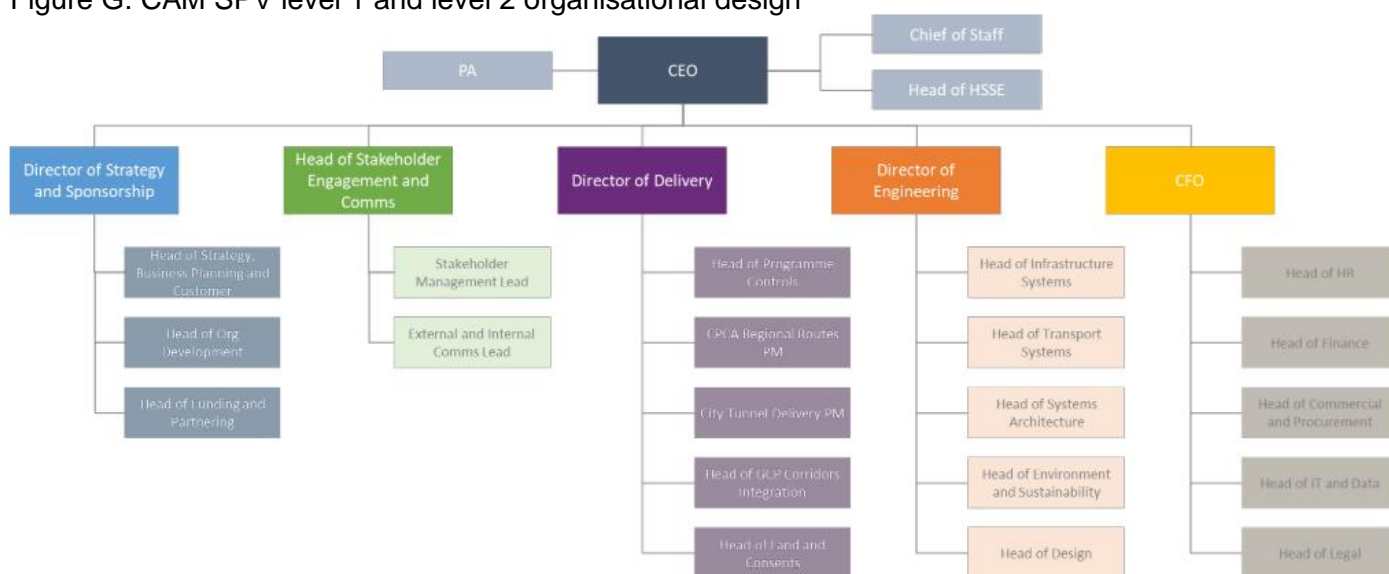 Figure G: CAM SPV level 1 and level 2 organisational design
Chief of Staff
PA
CEO
Head of HSSE
Director of Strategy
and Sponsorship
Head of Stakeholder
Engagement and
Comms
Director of Delivery
Director of
Engineering
CFO
Head of Strategy,
Business Planning and
Customer
Head of Org
Development
Head of Funding and
Partnering
Stakeholder
Management Lead
External and Internal
Comms Lead
Head of Programme
Controls
CPCA Regional Routes
PM
City Tunnel Delivery PM
Head of GCP Corridors
Integration
Head of Land and
Consents
Head of Infrastructure
Systems
Head of Transport
Systems
Head of Systems
Architecture
Head of Environment
and Sustainability
Head of Design
Head of HR
Head of Finance
Head of Commercial
and Procurement
Head of IT and Data
Head of Legal